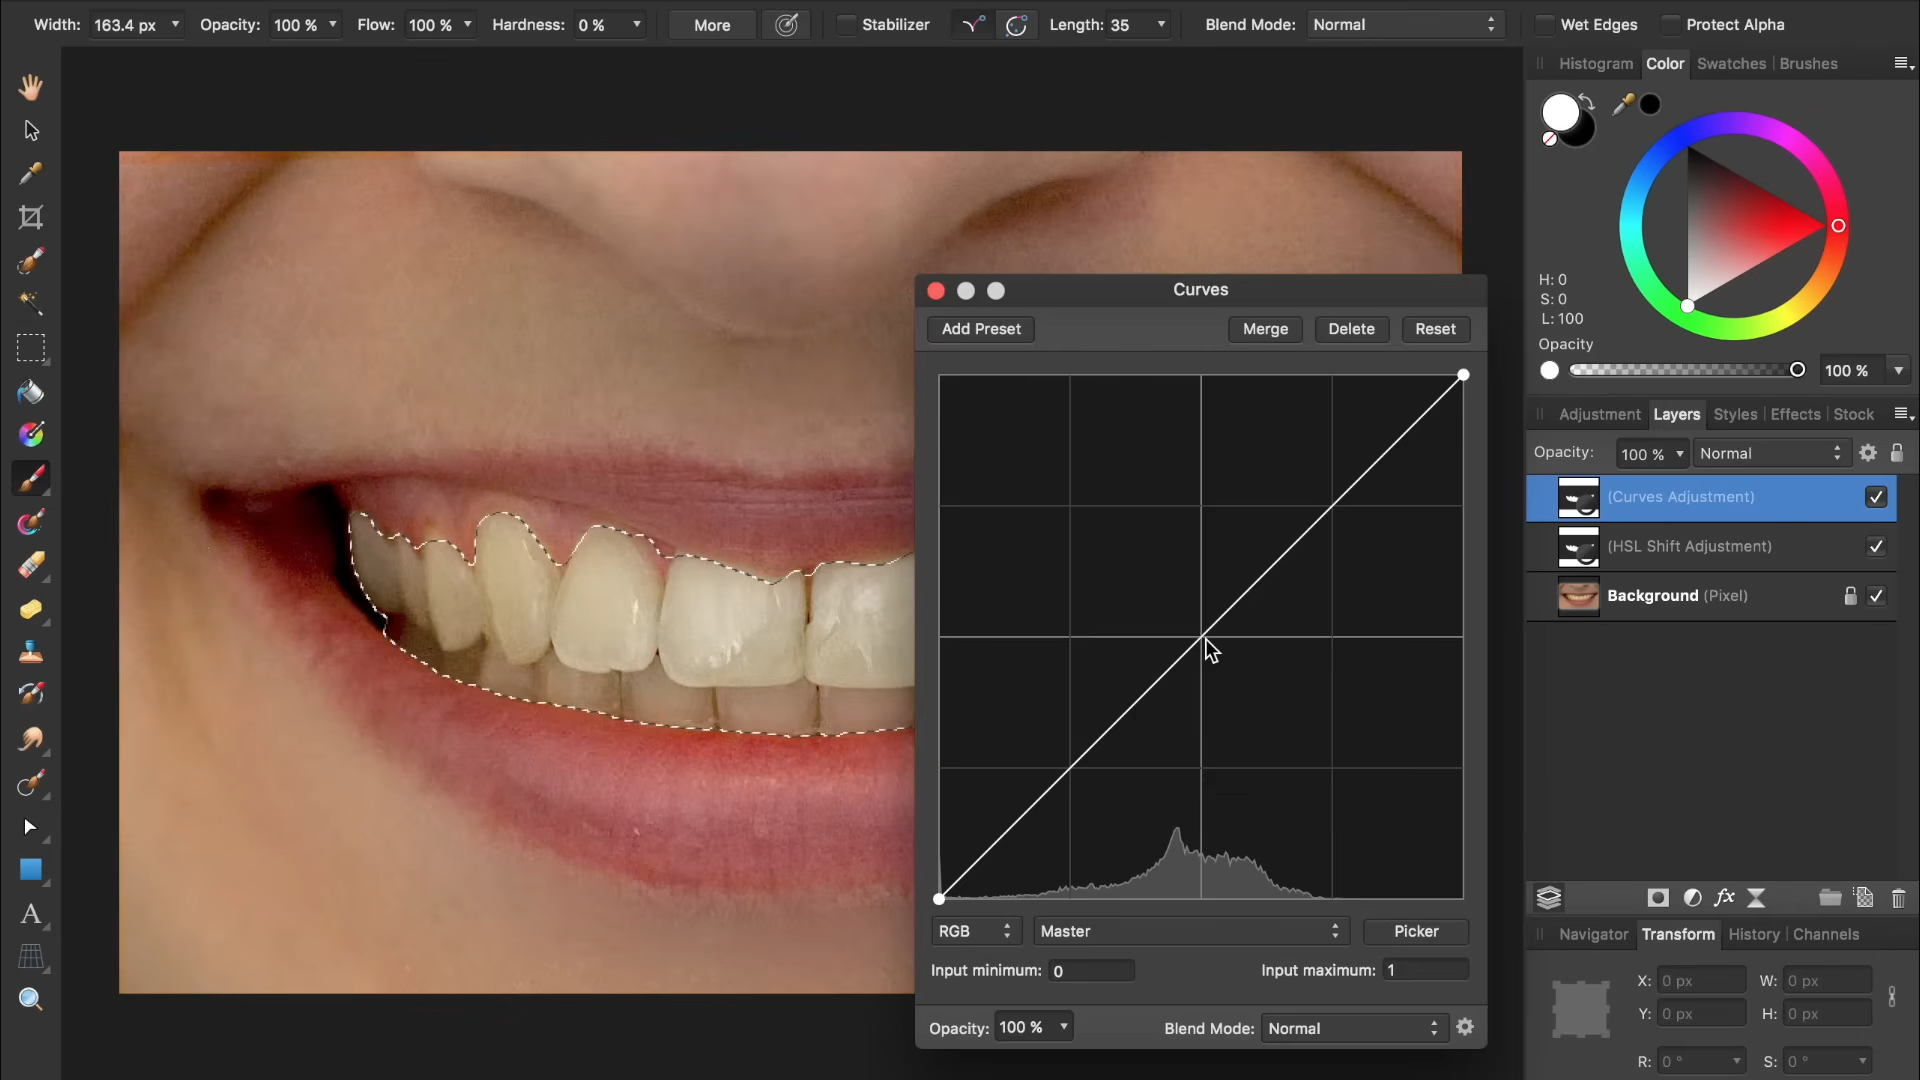 Width: 163.4 px Opacity: 100 % Flow: 100 % Hardness: 0 % More Stabilizer Length: 35 Blend Mode: Normal Wet Edges Protect Alpha
Histogram Color Swatches Brushes
H: 0
S: 0
L: 100
Opacity
100 %
Adjustment Layers Styles Effects Stock
Opacity: 100 % Normal
(Curves Adjustment)
(HSL Shift Adjustment)
Background (Pixel)
fx
Navigator Transform History Channels
X: 0 px W: 0 px
Y: 0 px H: 0 px
R: 0 ° S: 0 °
Curves
Add Preset Merge Delete Reset
RGB Master Picker
Input minimum: 0 Input maximum: 1
Opacity: 100 % Blend Mode: Normal
A